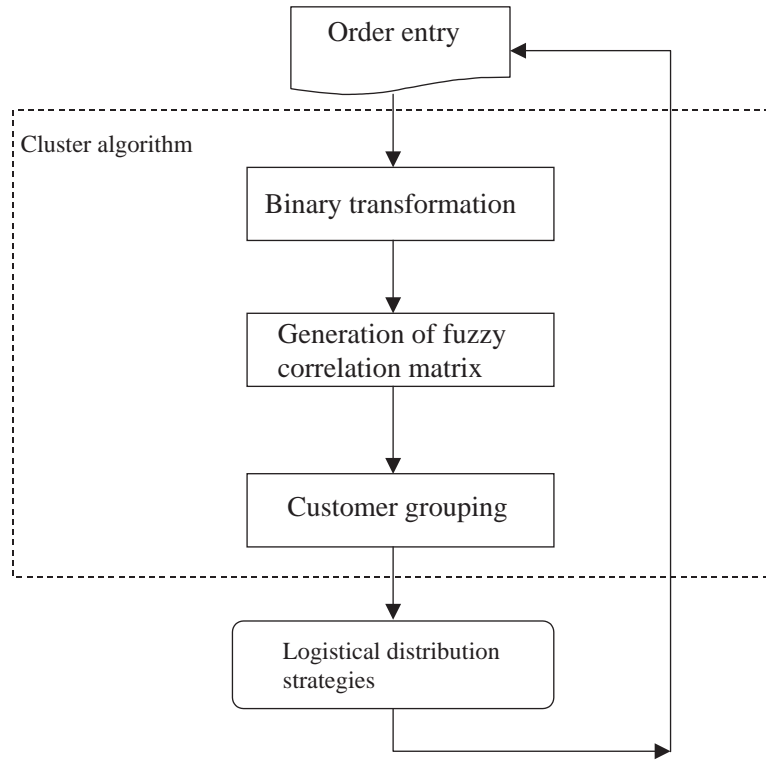 Order entry
Cluster algorithm
Binary transformation
Generation of fuzzy
correlation matrix
Customer grouping
Logistical distribution
strategies